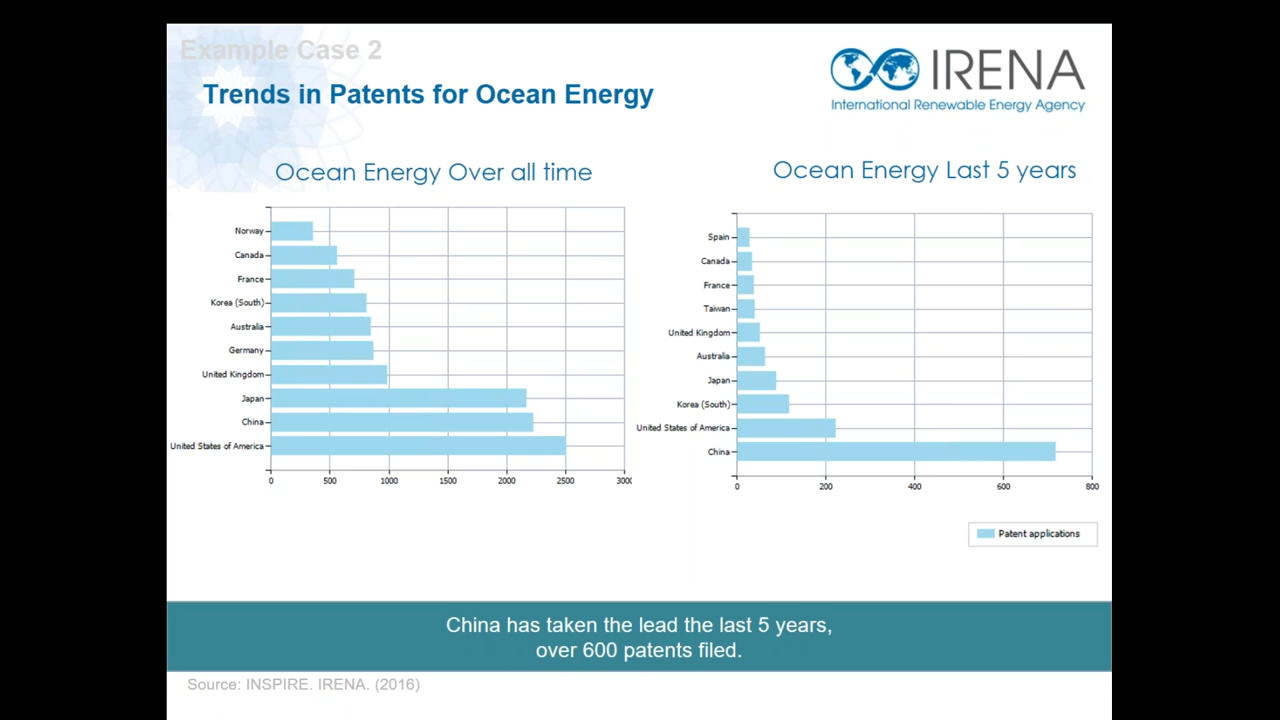 Example Case 2
Trends in Patents for Ocean Energy
IRENA
International Renewable Energy Agency
Ocean Energy Over all time
Norway
Canada
France
Korea (South)
Australia
Germany
United Kingdom
Japan
China
United States of America
0 500 1000 1500 2000 2500 3000
Ocean Energy Last 5 years
Spain
Canada
France
Taiwan
United Kingdom
Australia
Japan
Korea (South)
United States of America
China
0 200 400 600 800
Patent applications
China has taken the lead the last 5 years,
over 600 patents filed.
Source: INSPIRE. IRENA. (2016)